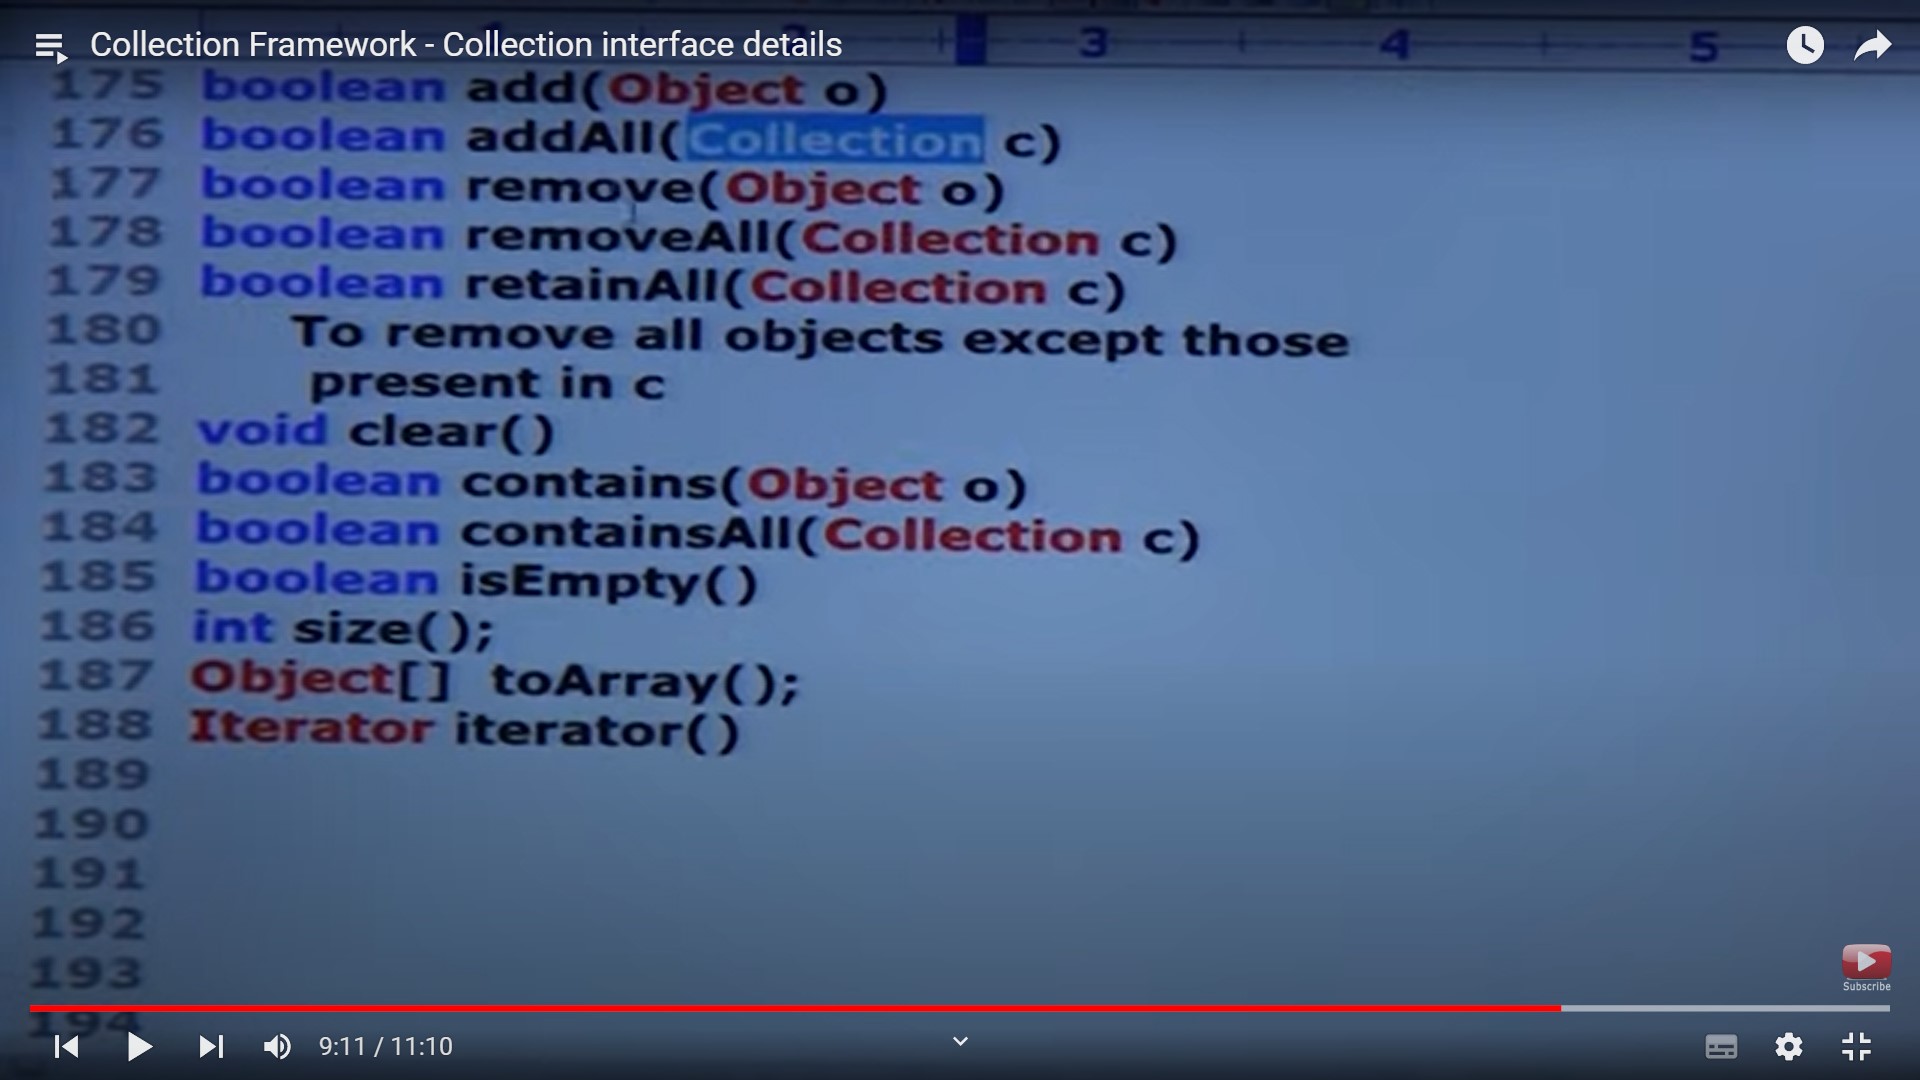 Collection Framework - Collection interface details
2 3 4 5
175 boolean add(Object o)
176 boolean addAll(Collection c)
177 boolean remove(Object o)
178 boolean removeAll(Collection c)
179 boolean retainAll(Collection c)
180 To remove all objects except those
181 present in c
182 void clear()
183 boolean contains(Object o)
184 boolean containsAll(Collection c)
185 boolean isEmpty()
186 int size();
187 Object[] toArray();
188 Iterator iterator()
189
190
191
192
193
Subscribe
194
9:11 / 11:10